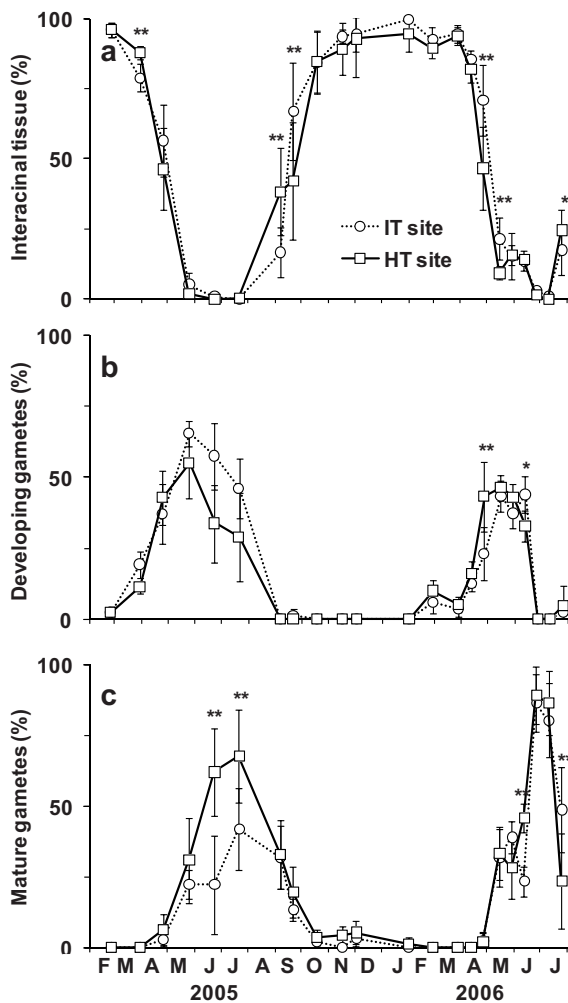 a
Interacinal tissue (%)
100
50
0
**
**
**
**
**
*
IT site
HT site
b
Developing gametes (%)
100
50
0
**
*
c
Mature gametes (%)
100
50
0
**
**
**
**
F M A M J J A S O N D J F M A M J J
2005 2006